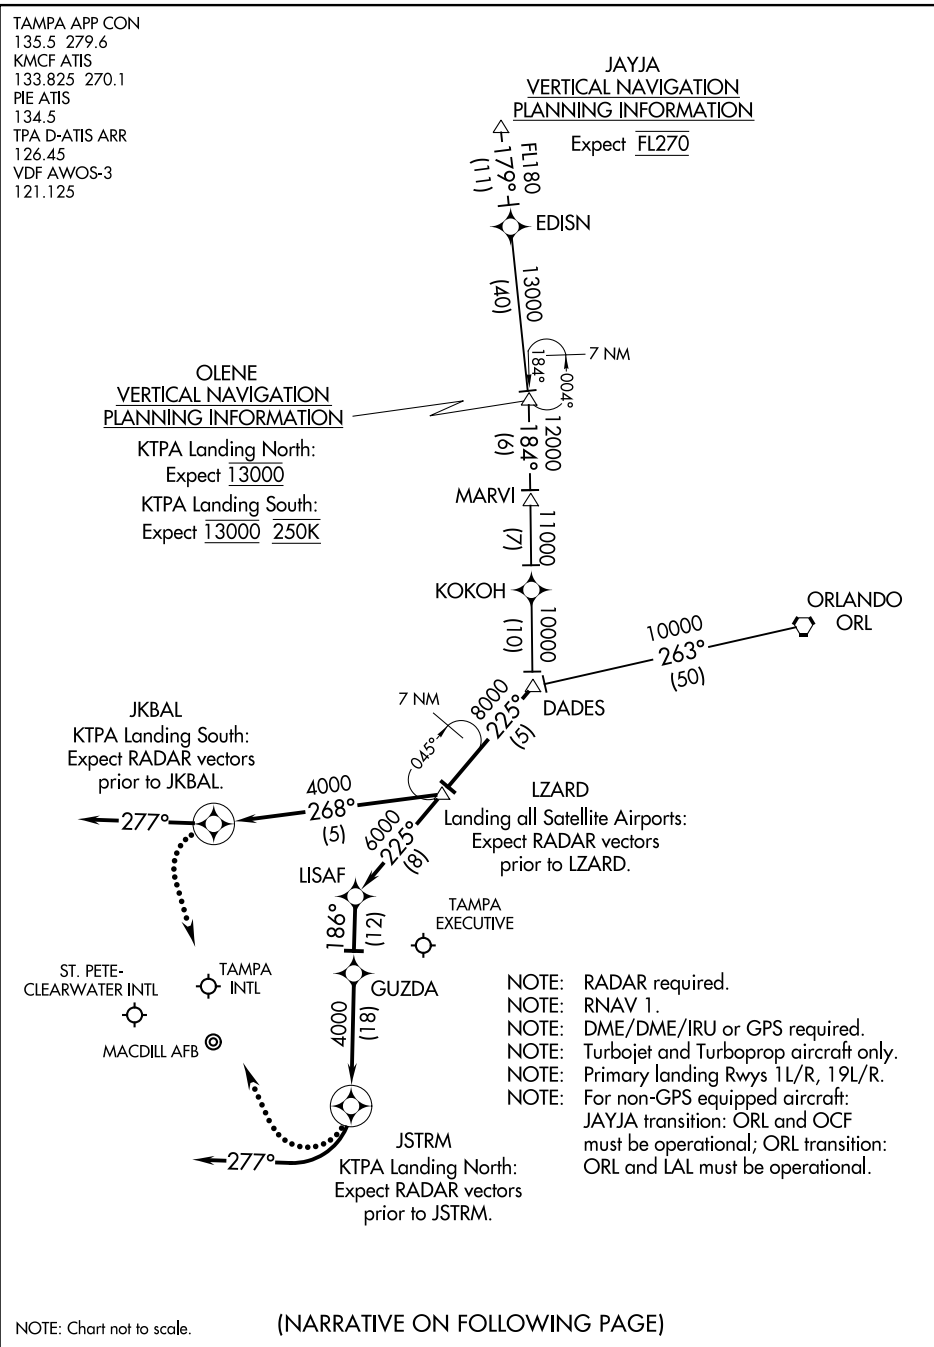 TAMPA APP CON
135.5 279.6
KMCF ATIS
133.825 270.1
PIE ATIS
134.5
TPA D-ATIS ARR
126.45
VDF AWOS-3
121.125
JAYJA
VERTICAL NAVIGATION
PLANNING INFORMATION
Expect FL270
FL180
179°
(11)
EDISN
13000
(40)
7 NM
184°
004°
OLENE
VERTICAL NAVIGATION
PLANNING INFORMATION
KTPA Landing North:
Expect 13000
KTPA Landing South:
Expect 13000 250K
12000
184°
(6)
MARVI
11000
(7)
KOKOH
10000
(10)
ORLANDO
ORL
10000
263°
(50)
DADES
8000
225°
(5)
7 NM
045°
JKBAL
KTPA Landing South:
Expect RADAR vectors
prior to JKBAL.
277°
4000
268°
(5)
LZARD
Landing all Satellite Airports:
Expect RADAR vectors
prior to LZARD.
6000
225°
(8)
LISAF
186°
(12)
TAMPA
EXECUTIVE
GUZDA
4000
(18)
ST. PETE-
CLEARWATER INTL
TAMPA
INTL
MACDILL AFB
NOTE: RADAR required.
NOTE: RNAV 1.
NOTE: DME/DME/IRU or GPS required.
NOTE: Turbojet and Turboprop aircraft only.
NOTE: Primary landing Rwys 1L/R, 19L/R.
NOTE: For non-GPS equipped aircraft:
JAYJA transition: ORL and OCF
must be operational; ORL transition:
ORL and LAL must be operational.
277°
JSTRM
KTPA Landing North:
Expect RADAR vectors
prior to JSTRM.
NOTE: Chart not to scale.
(NARRATIVE ON FOLLOWING PAGE)